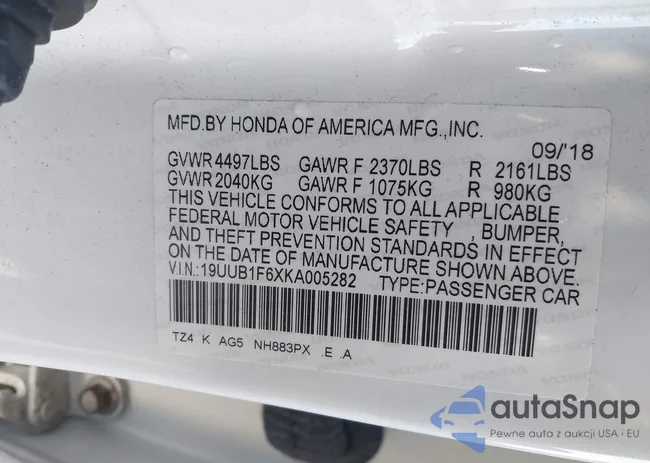 MFD.BY HONDA OF AMERICA MFG.,INC.
09/'18
GVWR 4497LBS GAWR F 2370LBS R 2161LBS
GVWR 2040KG GAWR F 1075KG R 980KG
THIS VEHICLE CONFORMS TO ALL APPLICABLE
FEDERAL MOTOR VEHICLE SAFETY , BUMPER,
AND THEFT PREVENTION STANDARDS IN EFFECT
ON THE DATE OF MANUFACTURE SHOWN ABOVE.
V.I.N.:19UUB1F6XKA005282 TYPE:PASSENGER CAR
TZ4 K AG5 NH883PX .E .A
autaSnap
Pewne auta z aukcji USA i EU